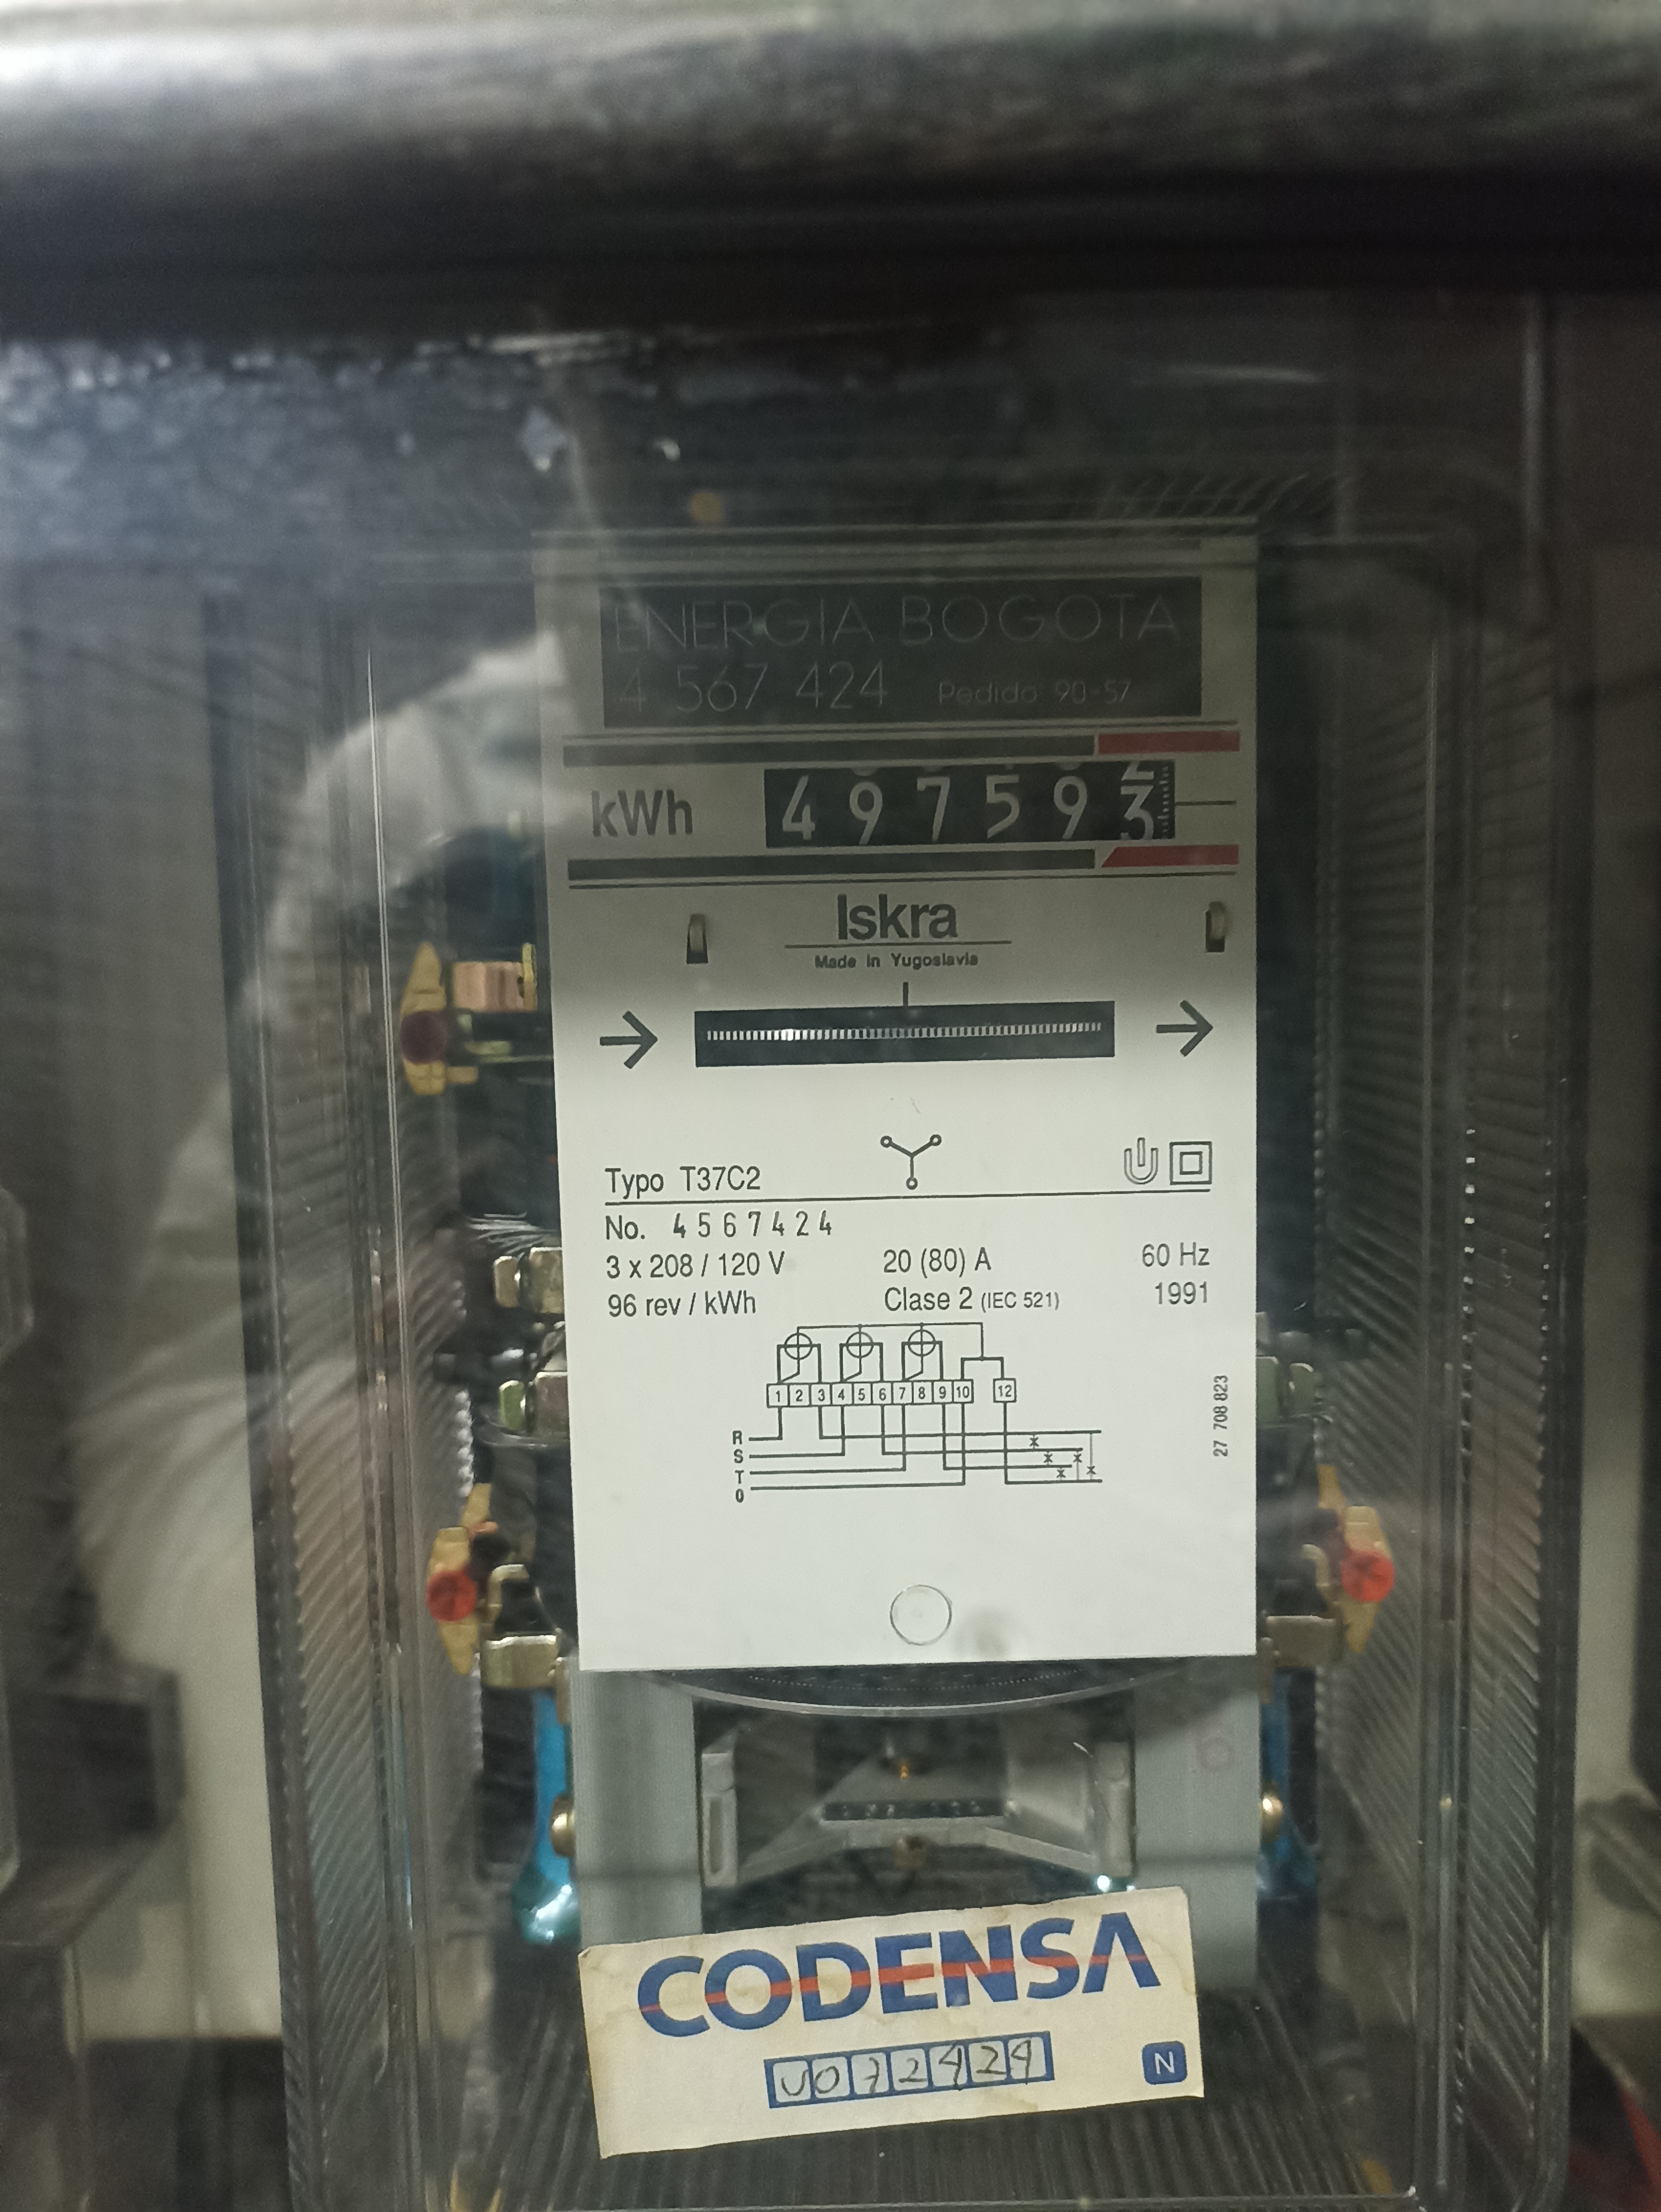 ENERGIA BOGOTA
4 567 424 Pedido: 90-57
kWh 497593
Iskra
Made in Yugoslavia
Typo T37C2
No. 4567424
3 x 208 / 120 V 20 (80) A 60 Hz
96 rev / kWh Clase 2 (IEC 521) 1991
1 2 3 4 5 6 7 8 9 10 12
R
S
T
0
27 708 823
CODENSA
N